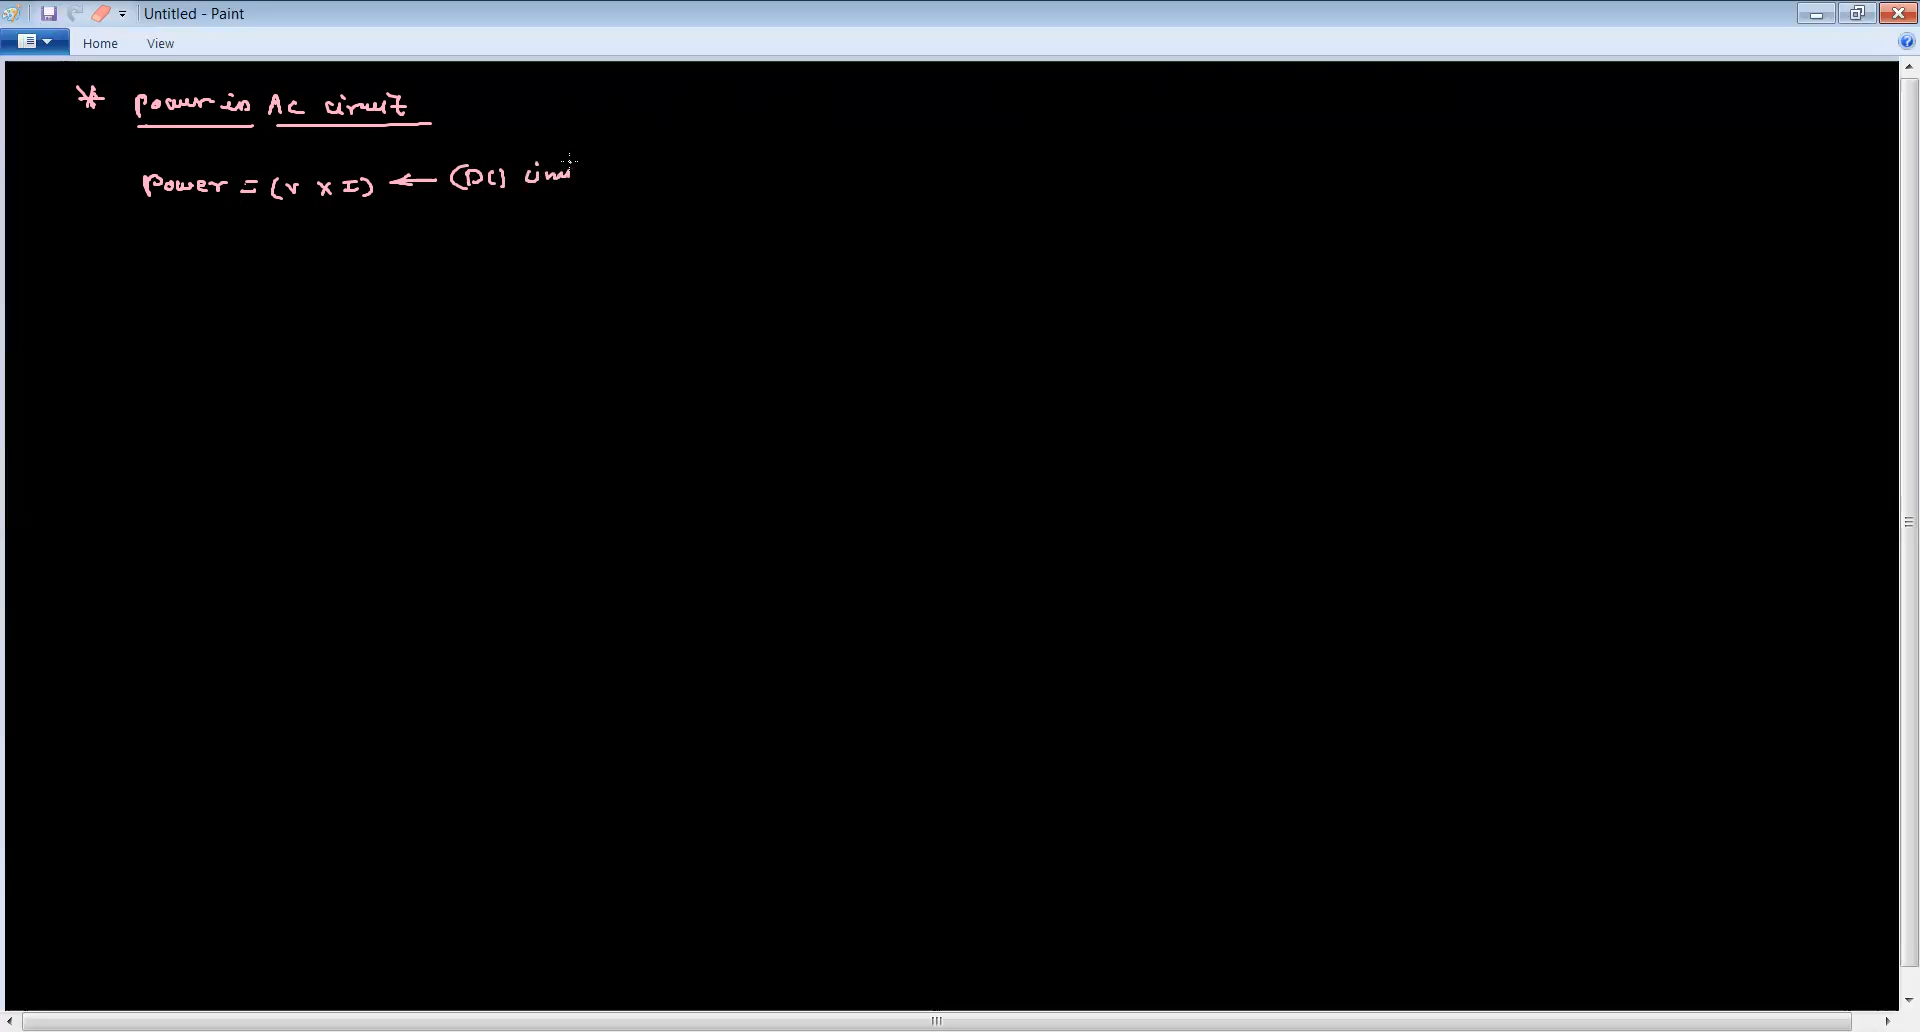 Untitled - Paint
Home View
* Power in AC circuit
Power = (V x I) ← (DC)